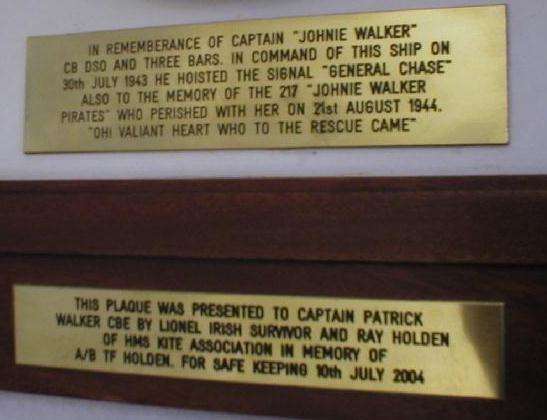 IN REMEMBERANCE OF CAPTAIN "JOHNIE WALKER"
CB DSO AND THREE BARS. IN COMMAND OF THIS SHIP ON
30th JULY 1943 HE HOISTED THE SIGNAL "GENERAL CHASE"
ALSO TO THE MEMORY OF THE 217 "JOHNIE WALKER
PIRATES" WHO PERISHED WITH HER ON 21st AUGUST 1944.
"OH! VALIANT HEART WHO TO THE RESCUE CAME"
THIS PLAQUE WAS PRESENTED TO CAPTAIN PATRICK
WALKER CBE BY LIONEL IRISH SURVIVOR AND RAY HOLDEN
OF HMS KITE ASSOCIATION IN MEMORY OF
A/B TF HOLDEN. FOR SAFE KEEPING 10th JULY 2004